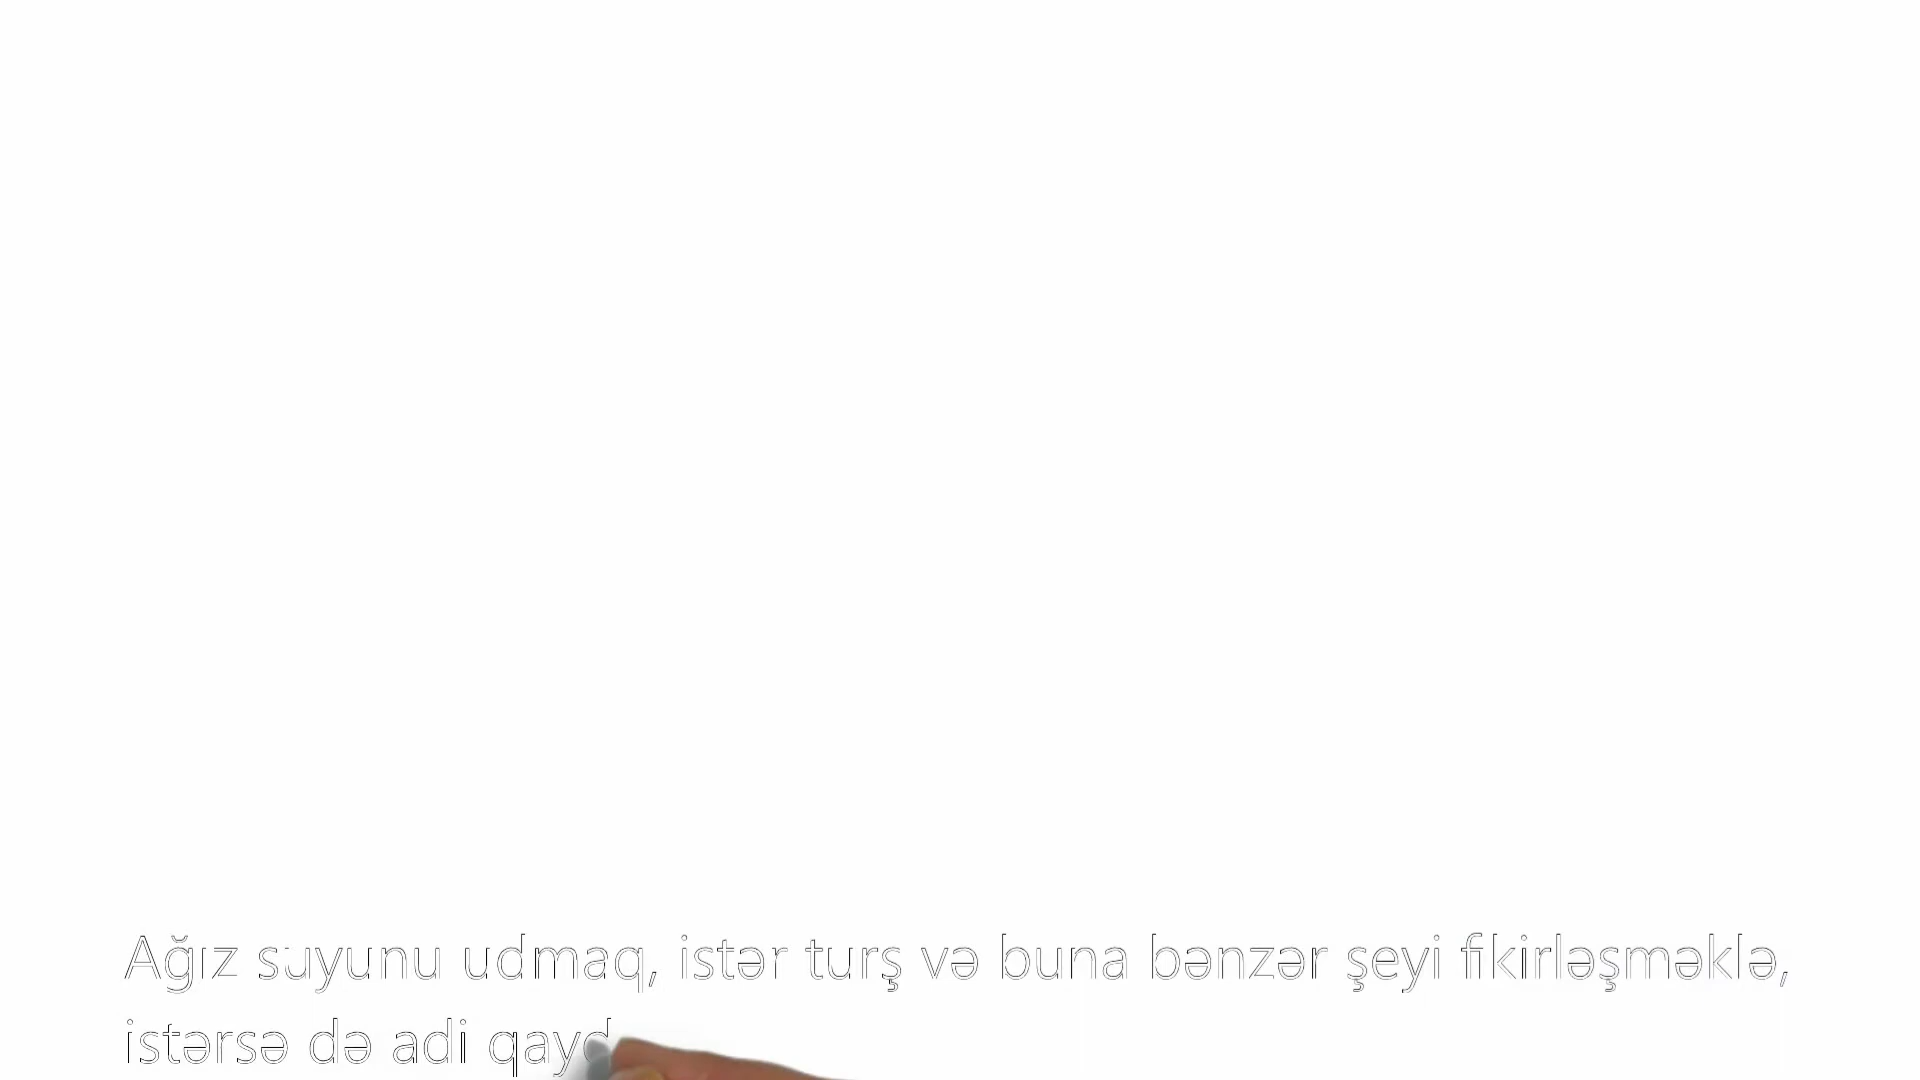 Ağız suyunu udmaq, istər turş və buna bənzər şeyi fikirləşməklə,
istərsə də adi qayd